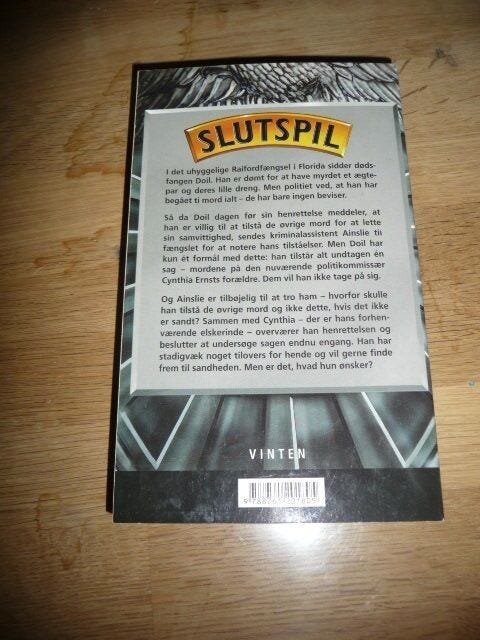 SLUTSPIL
I det uhyggelige Raifordfængsel i Florida sidder døds-
fangen Doil. Han er dømt for at have myrdet et ægte-
par og deres lille dreng. Men politiet ved, at han har
begået ti mord ialt – de har bare ingen beviser.
Så da Doil dagen før sin henrettelse meddeler, at
han er villig til at tilstå de øvrige mord for at lette
sin samvittighed, sendes kriminalassistent Ainslie til
fængslet for at notere hans tilståelser. Men Doil har
kun ét formål med dette: han tilstår alt undtagen én
sag – mordene på den nuværende politikommissær
Cynthia Ernsts forældre. Dem vil han ikke tage på sig.
Og Ainslie er tilbøjelig til at tro ham – hvorfor skulle
han tilstå de øvrige mord og ikke dette, hvis det ikke
er sandt? Sammen med Cynthia – der er hans forhen-
værende elskerinde – overværer han henrettelsen og
beslutter at undersøge sagen endnu engang. Han har
stadigvæk noget tilovers for hende og vil gerne finde
frem til sandheden. Men er det, hvad hun ønsker?
VINTEN